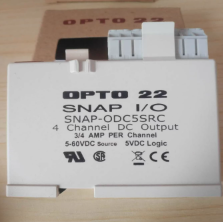 OPTO 22
SNAP I/O
SNAP-ODC5SRC
4 Channel DC Output
3/4 AMP PER Channel
5-60VDC Source 5VDC Logic